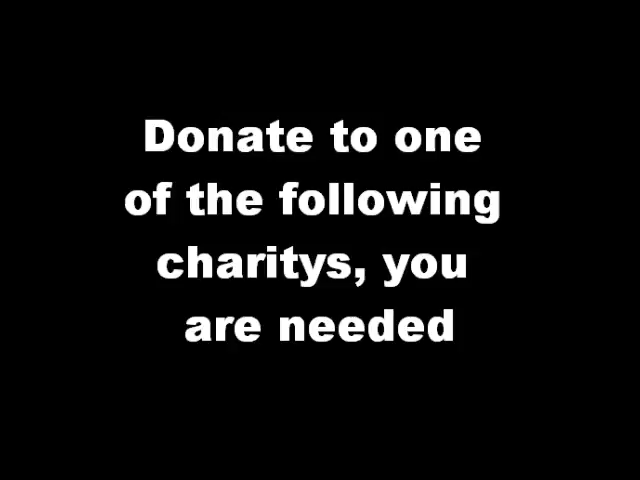 Donate to one
of the following
charitys, you
are needed